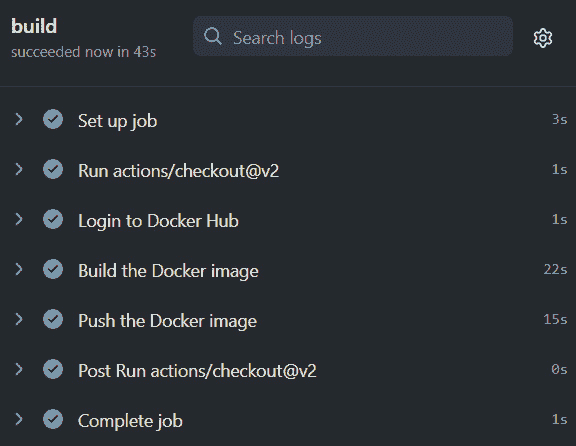 build
succeeded now in 43s
Search logs
Set up job 3s
Run actions/checkout@v2 1s
Login to Docker Hub 1s
Build the Docker image 22s
Push the Docker image 15s
Post Run actions/checkout@v2 0s
Complete job 1s